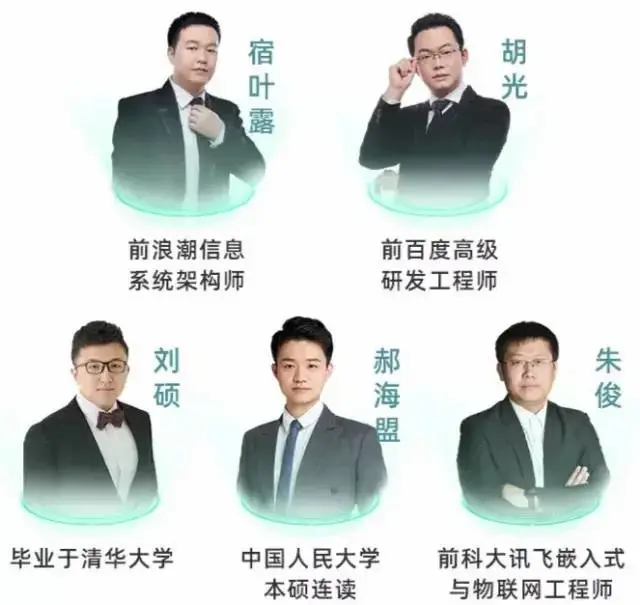 宿叶露
胡光
前浪潮信息
系统架构师
前百度高级
研发工程师
刘硕
郝海盟
朱俊
毕业于清华大学
中国人民大学
本硕连读
前科大讯飞嵌入式
与物联网工程师